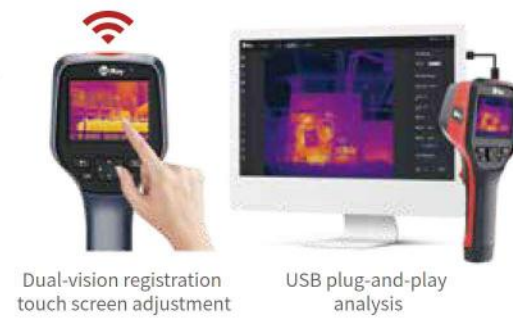 Dual-vision registration
touch screen adjustment
USB plug-and-play
analysis